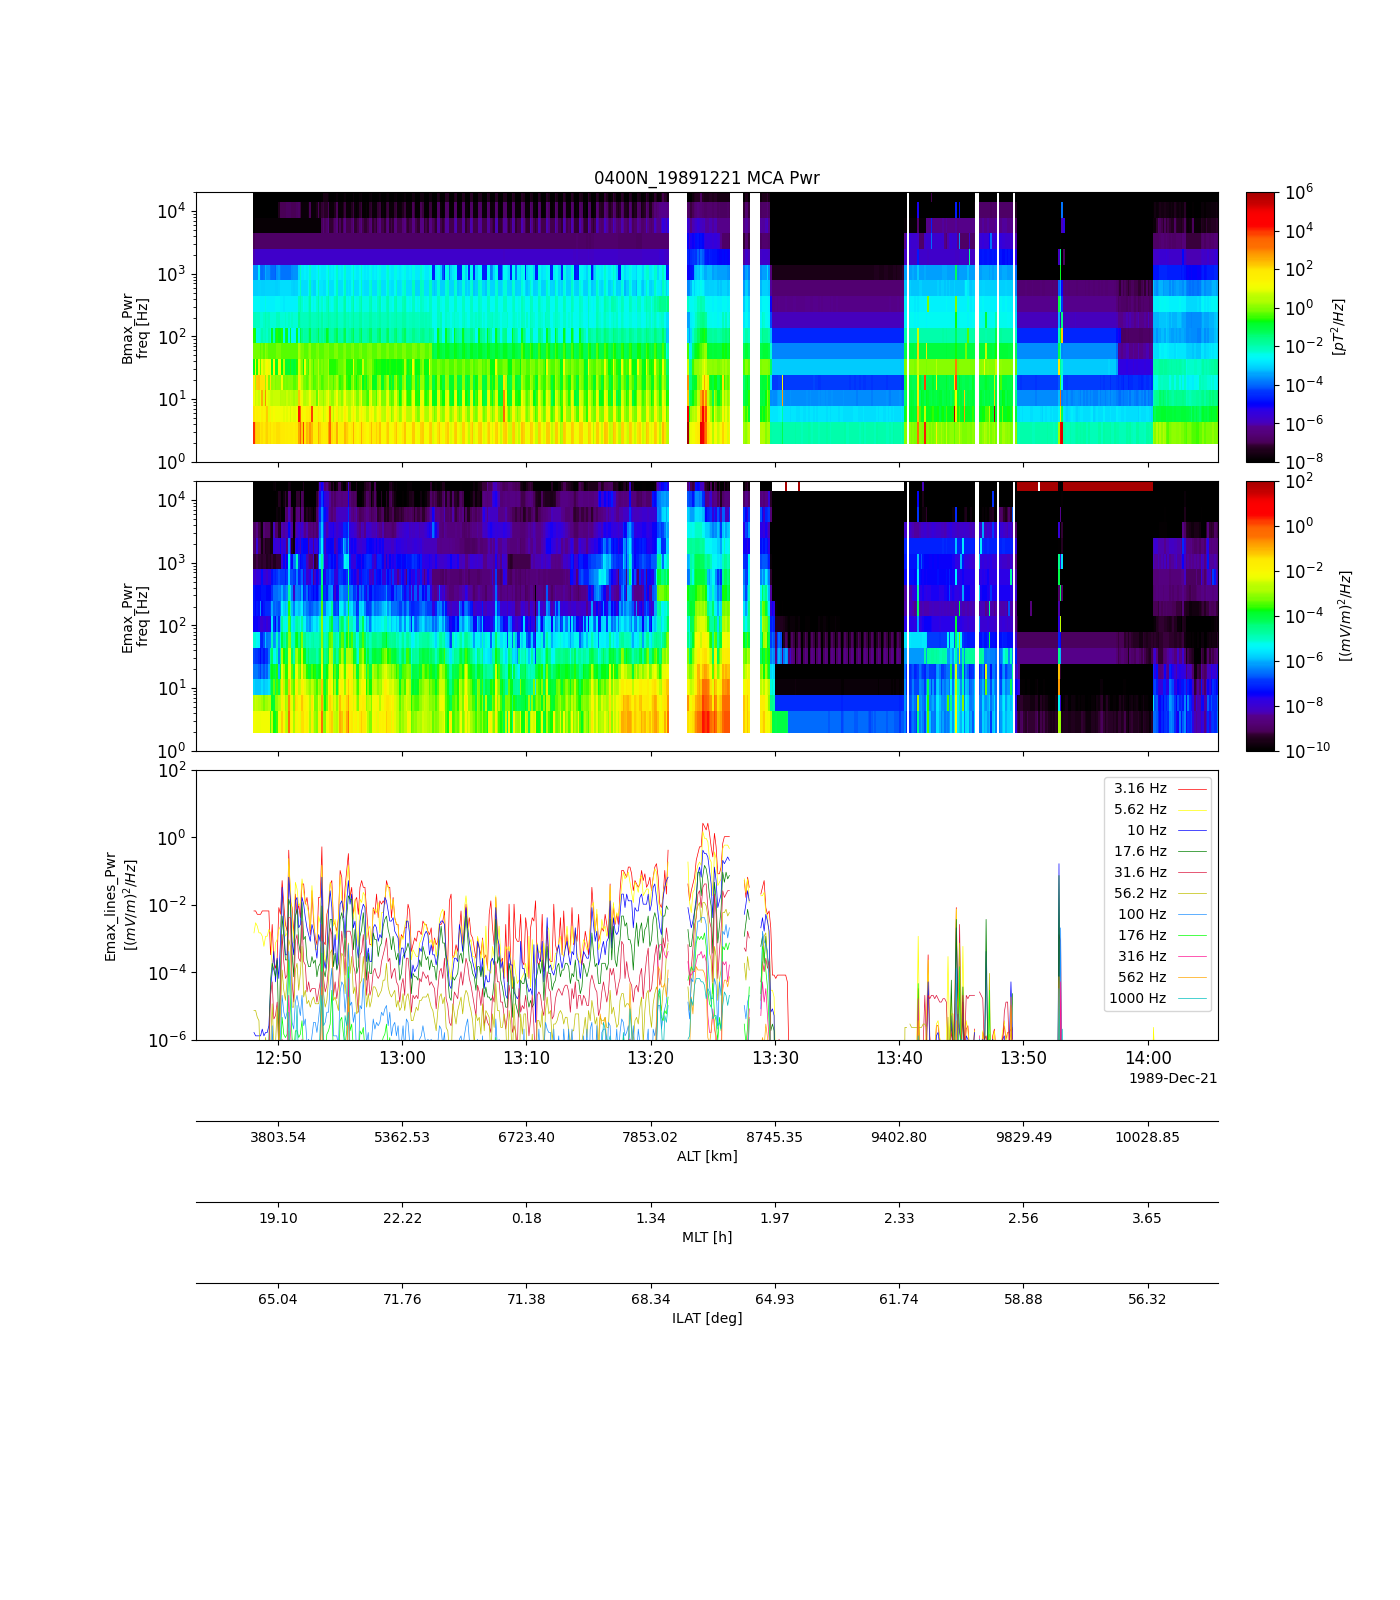 0400N_19891221 MCA Pwr
10^4
10^3
10^2
10^1
10^0
Bmax_Pwr
freq [Hz]
10^6
10^4
10^2
10^0
10^-2
10^-4
10^-6
10^-8
[pT^2/Hz]
10^4
10^3
10^2
10^1
10^0
Emax_Pwr
freq [Hz]
10^2
10^0
10^-2
10^-4
10^-6
10^-8
10^-10
[(mV/m)^2/Hz]
10^2
10^0
10^-2
10^-4
10^-6
Emax_lines_Pwr
[(mV/m)^2/Hz]
3.16 Hz
5.62 Hz
10 Hz
17.6 Hz
31.6 Hz
56.2 Hz
100 Hz
176 Hz
316 Hz
562 Hz
1000 Hz
12:50 13:00 13:10 13:20 13:30 13:40 13:50 14:00
1989-Dec-21
3803.54 5362.53 6723.40 7853.02 8745.35 9402.80 9829.49 10028.85
ALT [km]
19.10 22.22 0.18 1.34 1.97 2.33 2.56 3.65
MLT [h]
65.04 71.76 71.38 68.34 64.93 61.74 58.88 56.32
ILAT [deg]